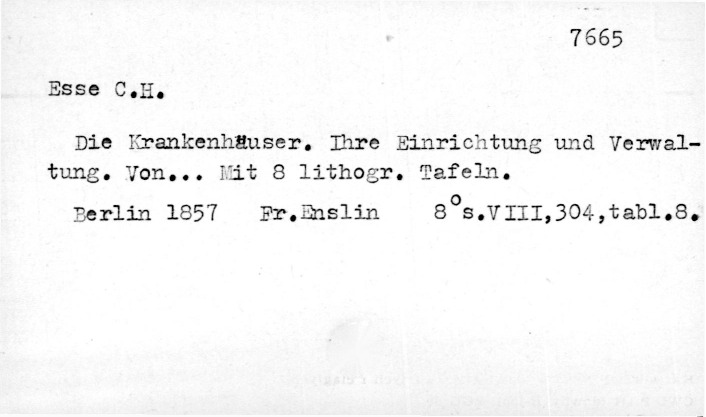 7665
Esse C.H.
Die Krankenhäuser. Ihre Einrichtung und Verwal-
tung. Von... Mit 8 lithogr. Tafeln.
Berlin 1857 Fr.Enslin 8°s.VIII,304,tabl.8.